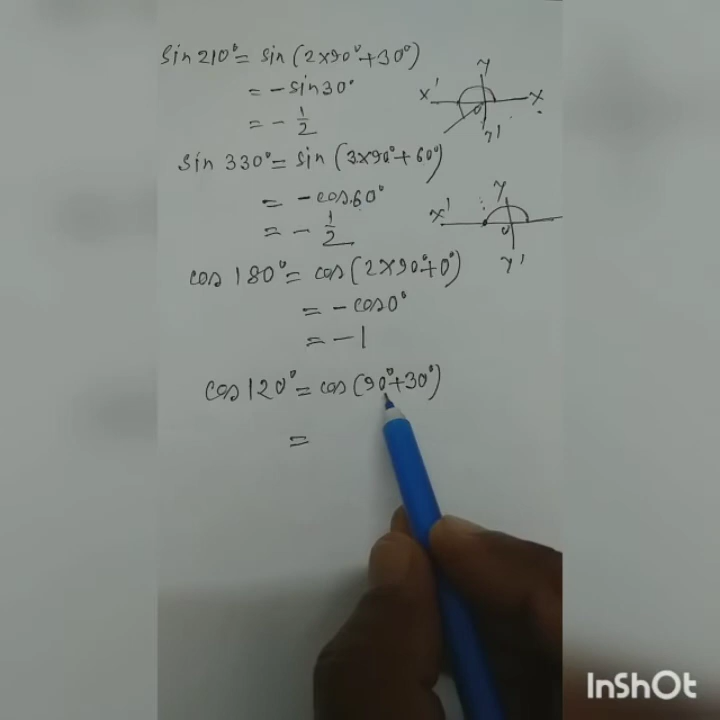 sin 210° = sin (2×90°+30°)
= - sin 30°
= - 1/2
sin 330° = sin (3×90°+60°)
= - cos 60°
= - 1/2
cos 180° = cos (2×90°+0°)
= - cos 0°
= - 1
cos 120° = cos (90°+30°)
=
Y
X'
O
X
Y'
Y
X'
O
Y'
InShOt